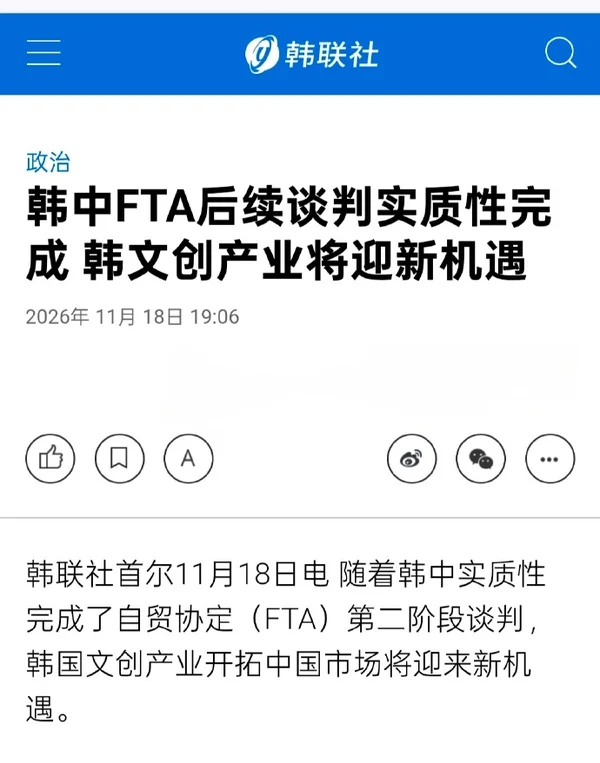 韩联社
政治
韩中FTA后续谈判实质性完
成 韩文创产业将迎新机遇
2026年 11月 18日 19:06
A
韩联社首尔11月18日电 随着韩中实质性
完成了自贸协定（FTA）第二阶段谈判，
韩国文创产业开拓中国市场将迎来新机
遇。